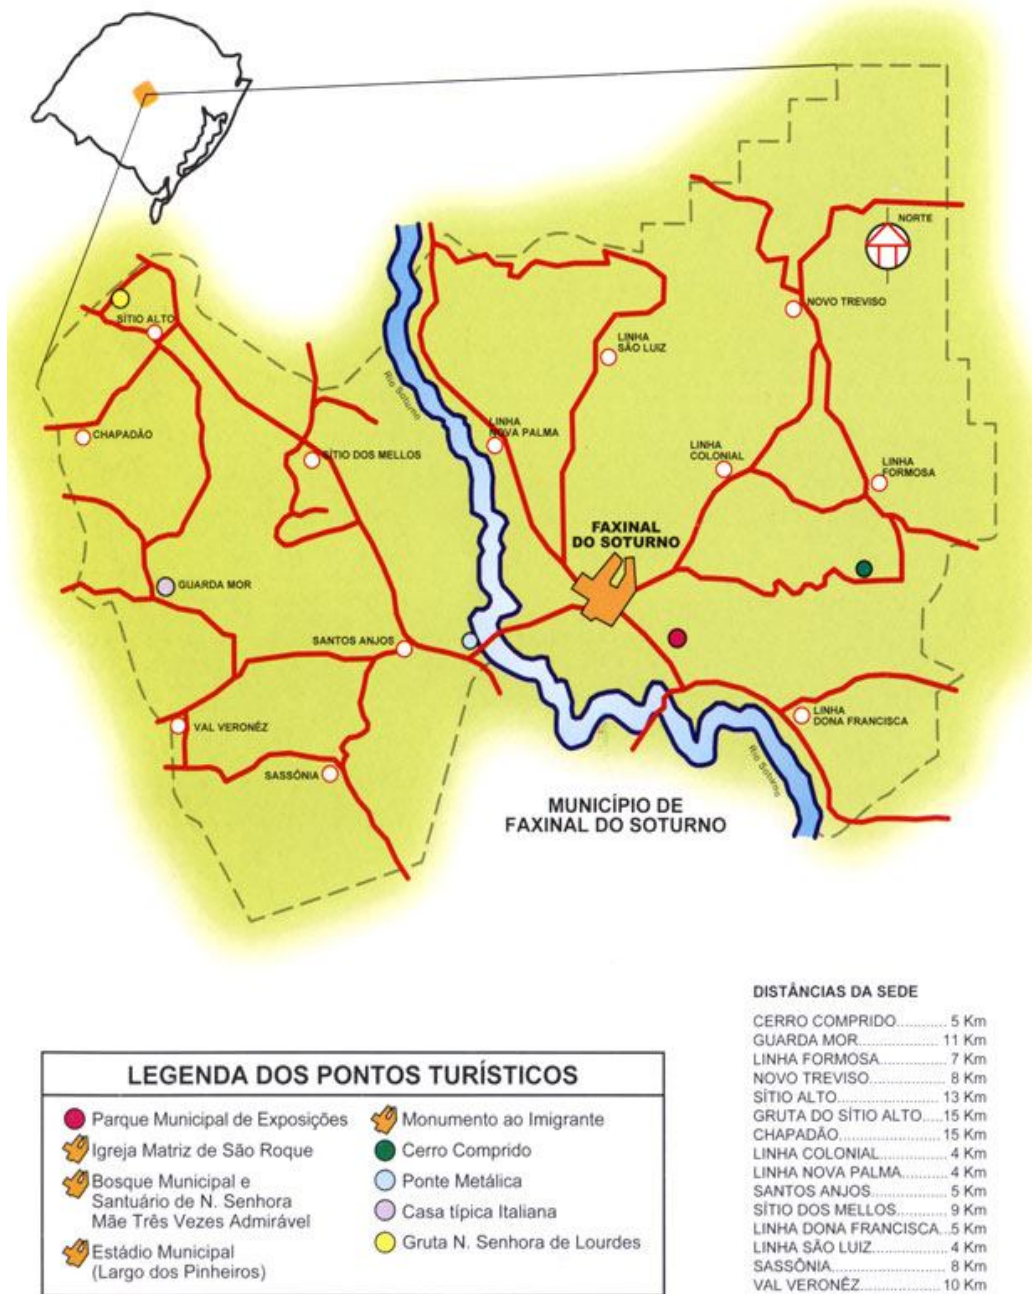 NORTE
NOVO TREVISO
SÍTIO ALTO
LINHA
SÃO LUIZ
Rio Soturno
CHAPADÃO
LINHA
NOVA PALMA
SÍTIO DOS MELLOS
LINHA
COLONIAL
LINHA
FORMOSA
FAXINAL
DO SOTURNO
GUARDA MOR
SANTOS ANJOS
VAL VERONÊZ
LINHA
DONA FRANCISCA
SASSÔNIA
Rio Soturno
MUNICÍPIO DE
FAXINAL DO SOTURNO
LEGENDA DOS PONTOS TURÍSTICOS
Parque Municipal de Exposições
Igreja Matriz de São Roque
Bosque Municipal e
Santuário de N. Senhora
Mãe Três Vezes Admirável
Estádio Municipal
(Largo dos Pinheiros)
Monumento ao Imigrante
Cerro Comprido
Ponte Metálica
Casa típica Italiana
Gruta N. Senhora de Lourdes
DISTÂNCIAS DA SEDE
CERRO COMPRIDO........... 5 Km
GUARDA MOR................. 11 Km
LINHA FORMOSA.............. 7 Km
NOVO TREVISO................ 8 Km
SÍTIO ALTO..................... 13 Km
GRUTA DO SÍTIO ALTO....15 Km
CHAPADÃO..................... 15 Km
LINHA COLONIAL.............. 4 Km
LINHA NOVA PALMA.......... 4 Km
SANTOS ANJOS............... 5 Km
SÍTIO DOS MELLOS........... 9 Km
LINHA DONA FRANCISCA...5 Km
LINHA SÃO LUIZ............... 4 Km
SASSÔNIA...................... 8 Km
VAL VERONÊZ................ 10 Km